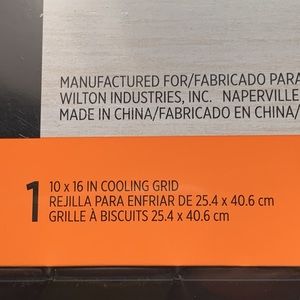 MANUFACTURED FOR/FABRICADO PARA
WILTON INDUSTRIES, INC. NAPERVILLE
MADE IN CHINA/FABRICADO EN CHINA/
1
10 x 16 IN COOLING GRID
REJILLA PARA ENFRIAR DE 25.4 x 40.6 cm
GRILLE À BISCUITS 25.4 x 40.6 cm